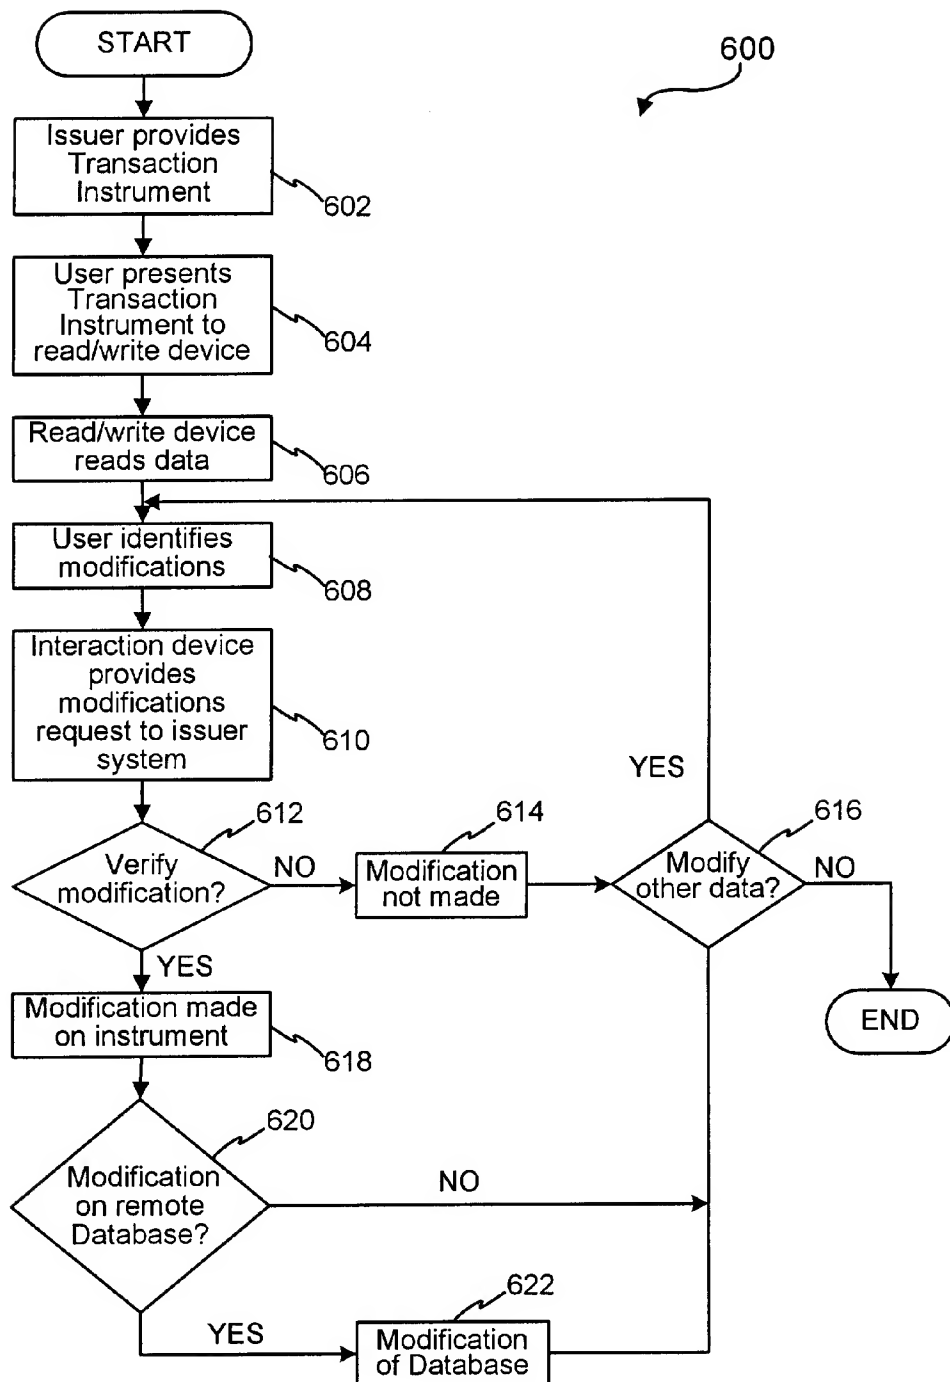 START
600
Issuer provides
Transaction
Instrument
602
User presents
Transaction
Instrument to
read/write device
604
Read/write device
reads data
606
User identifies
modifications
608
Interaction device
provides
modifications
request to issuer
system
610
YES
612
Verify
modification?
NO
614
Modification
not made
616
Modify
other data?
NO
END
YES
Modification made
on instrument
618
620
Modification
on remote
Database?
NO
YES
622
Modification
of Database